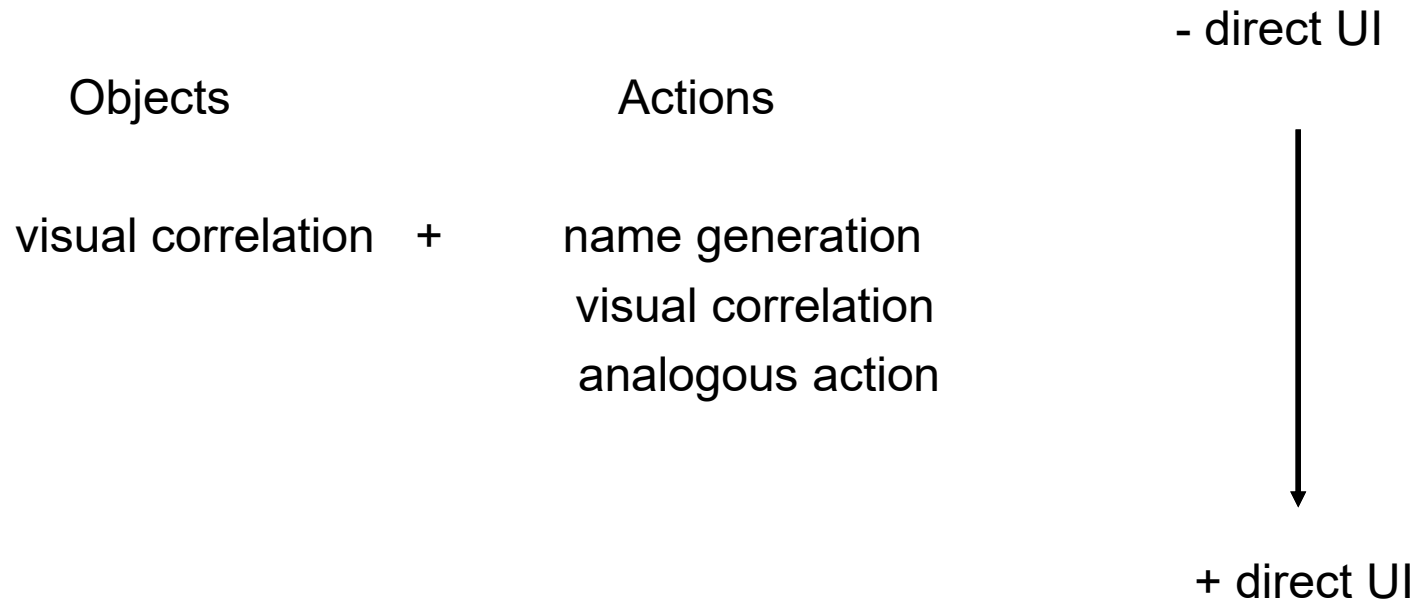 - direct UI
Objects Actions
visual correlation + name generation
visual correlation
analogous action
+ direct UI